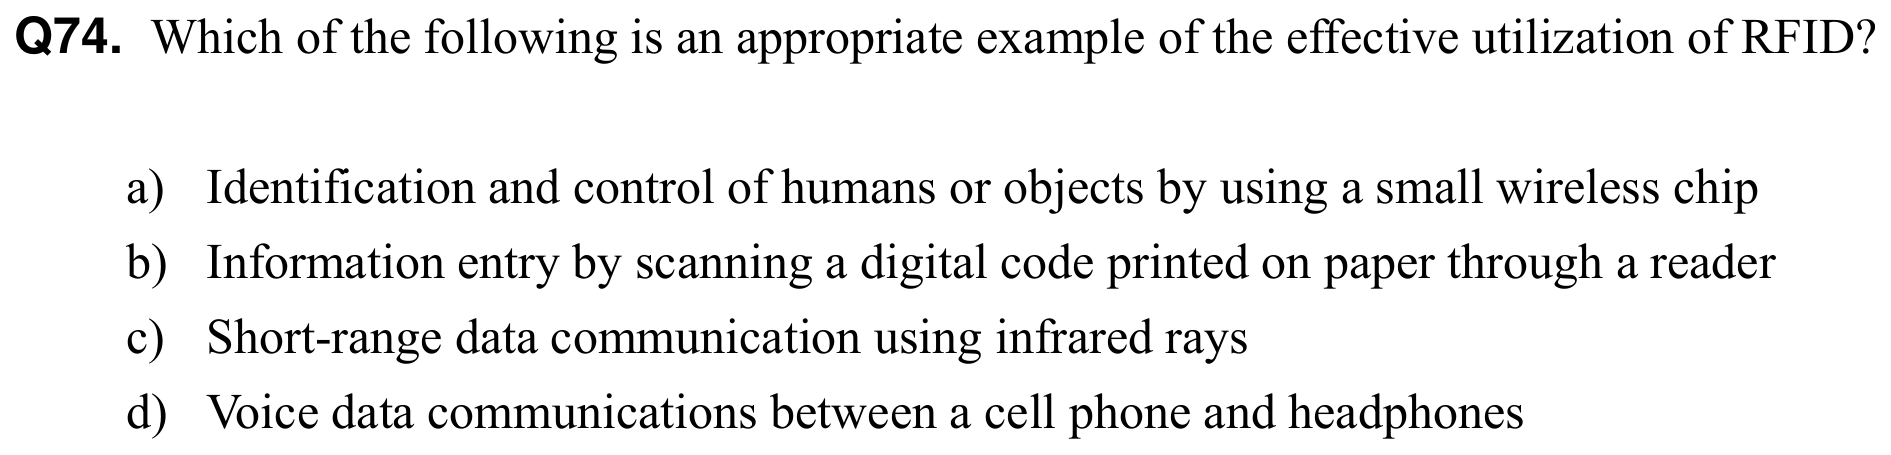 Q74. Which of the following is an appropriate example of the effective utilization of RFID?
a) Identification and control of humans or objects by using a small wireless chip
b) Information entry by scanning a digital code printed on paper through a reader
c) Short-range data communication using infrared rays
d) Voice data communications between a cell phone and headphones